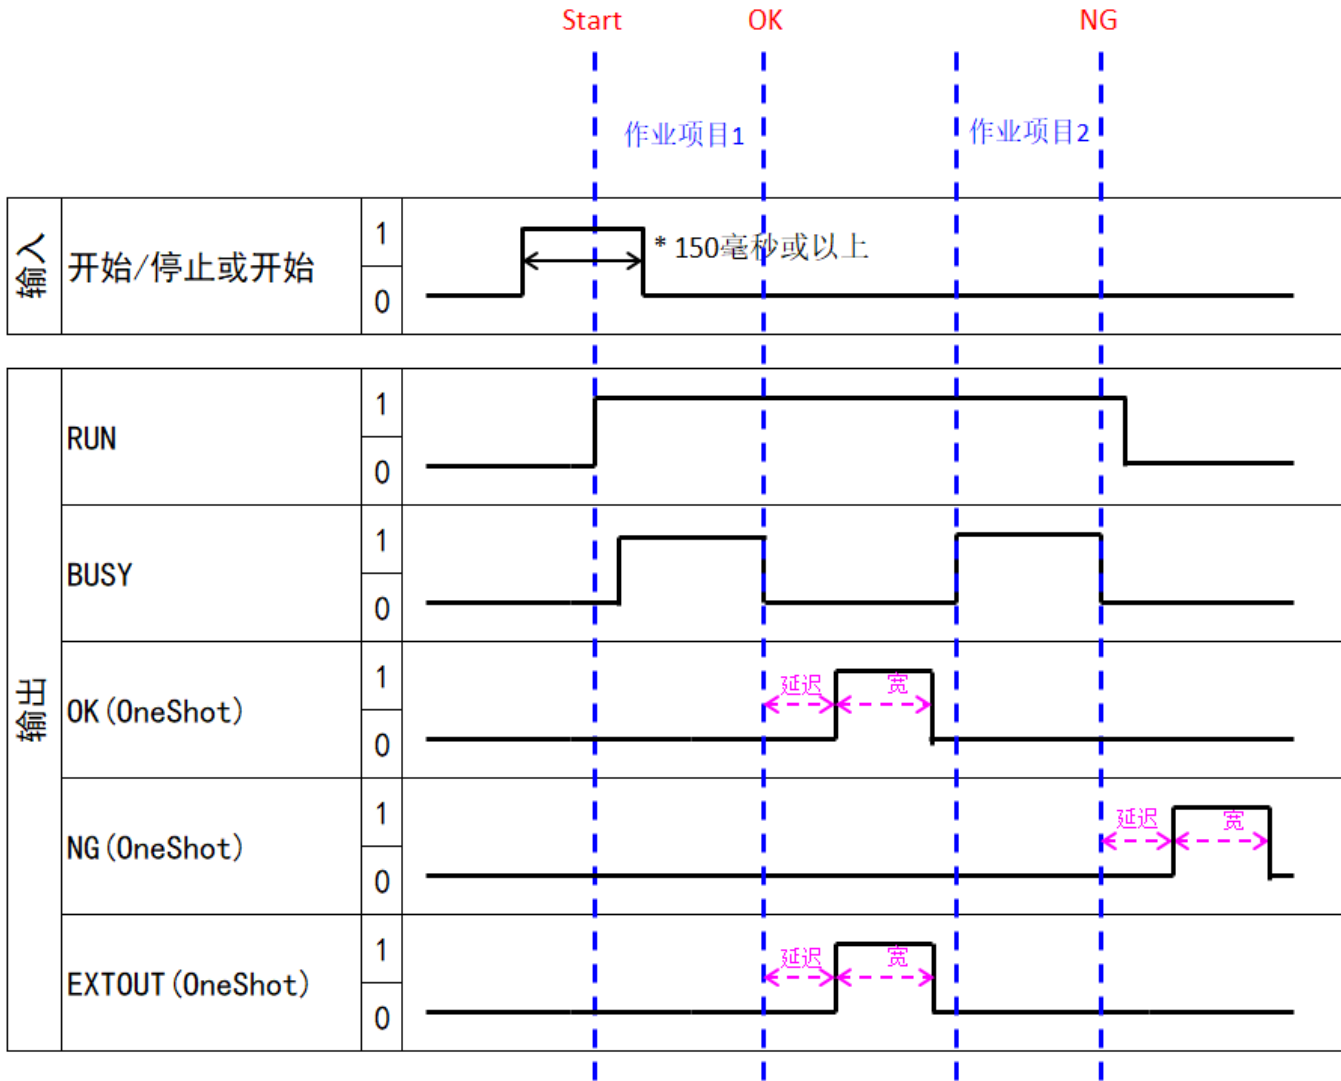 Start OK NG
作业项目1 作业项目2
输入
开始/停止或开始
1
0
* 150毫秒或以上
输出
RUN
1
0
BUSY
1
0
OK(OneShot)
1
0
延迟 宽
NG(OneShot)
1
0
延迟 宽
EXTOUT(OneShot)
1
0
延迟 宽